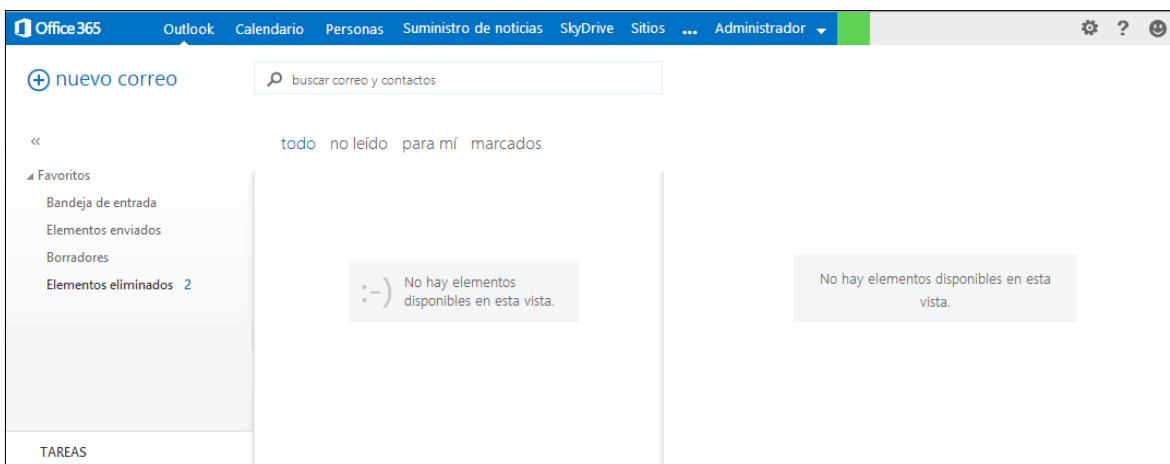 Office 365 Outlook Calendario Personas Suministro de noticias SkyDrive Sitios ... Administrador ?
nuevo correo
buscar correo y contactos
«
todo no leído para mí marcados
Favoritos
Bandeja de entrada
Elementos enviados
Borradores
Elementos eliminados 2
:-)
No hay elementos
disponibles en esta vista.
No hay elementos disponibles en esta
vista.
TAREAS